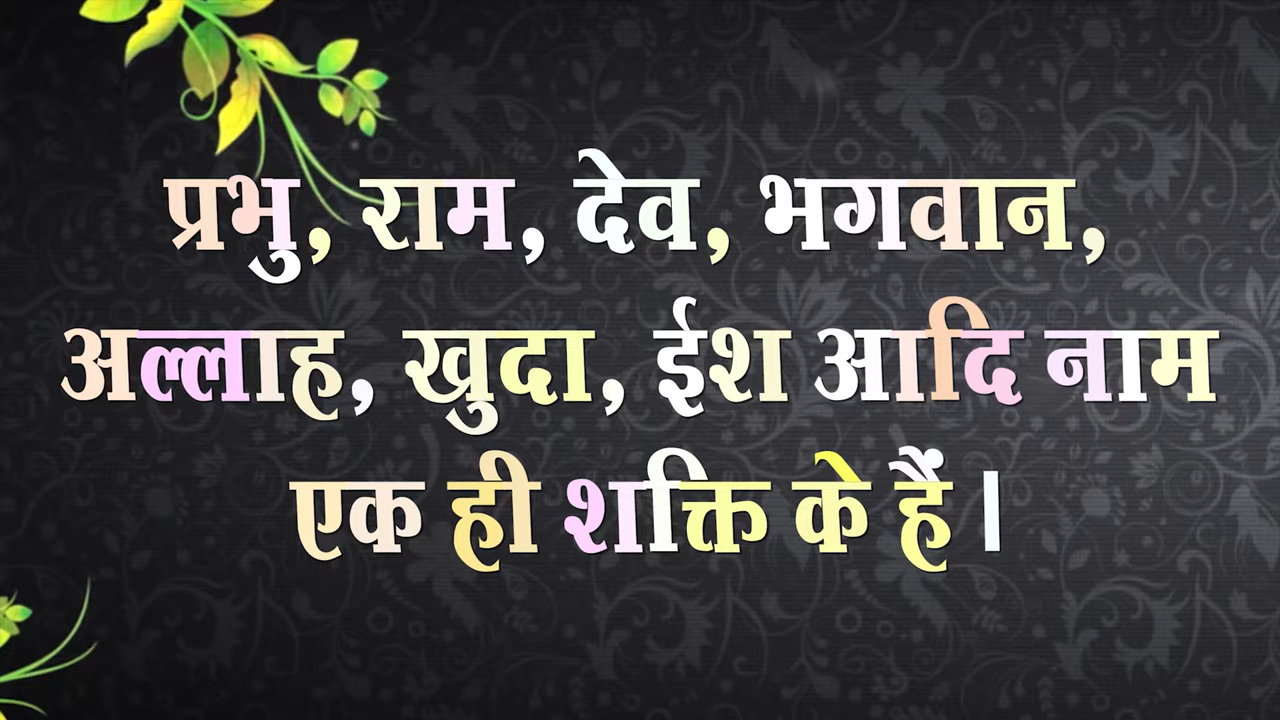 प्रभु, राम, देव, भगवान,
अल्लाह, खुदा, ईश आदि नाम
एक ही शक्ति के हैं।